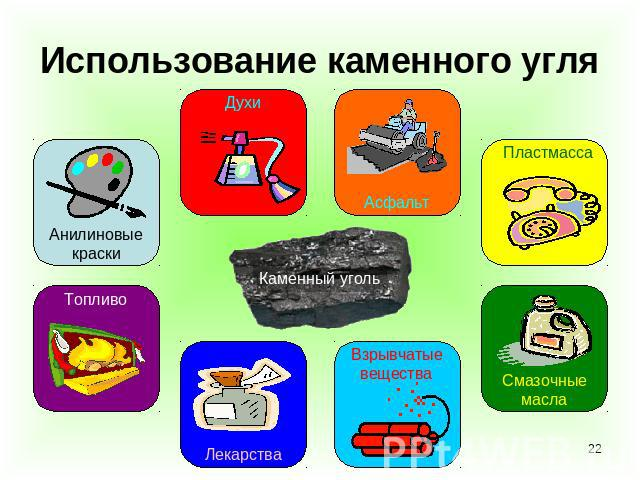 Использование каменного угля
Духи
Асфальт
Пластмасса
Анилиновые
краски
Каменный уголь
Топливо
Смазочные
масла
Взрывчатые
вещества
Лекарства
22